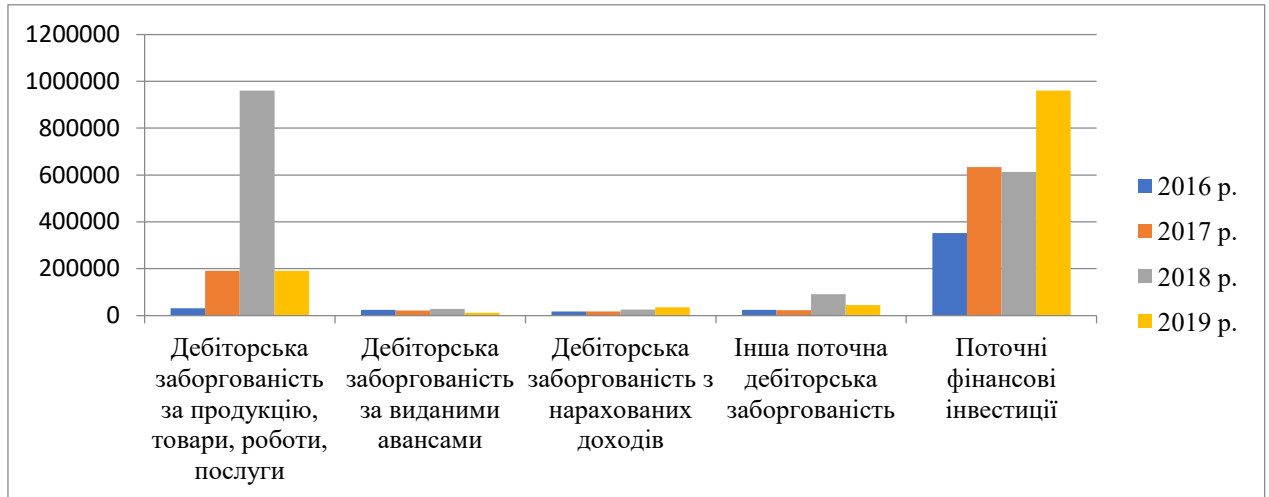 1200000
1000000
800000
600000
400000
200000
0
Дебіторська
заборгованість
за продукцію,
товари, роботи,
послуги
Дебіторська
заборгованість
за виданими
авансами
Дебіторська
заборгованість з
нарахованих
доходів
Інша поточна
дебіторська
заборгованість
Поточні
фінансові
інвестиції
2016 р.
2017 р.
2018 р.
2019 р.